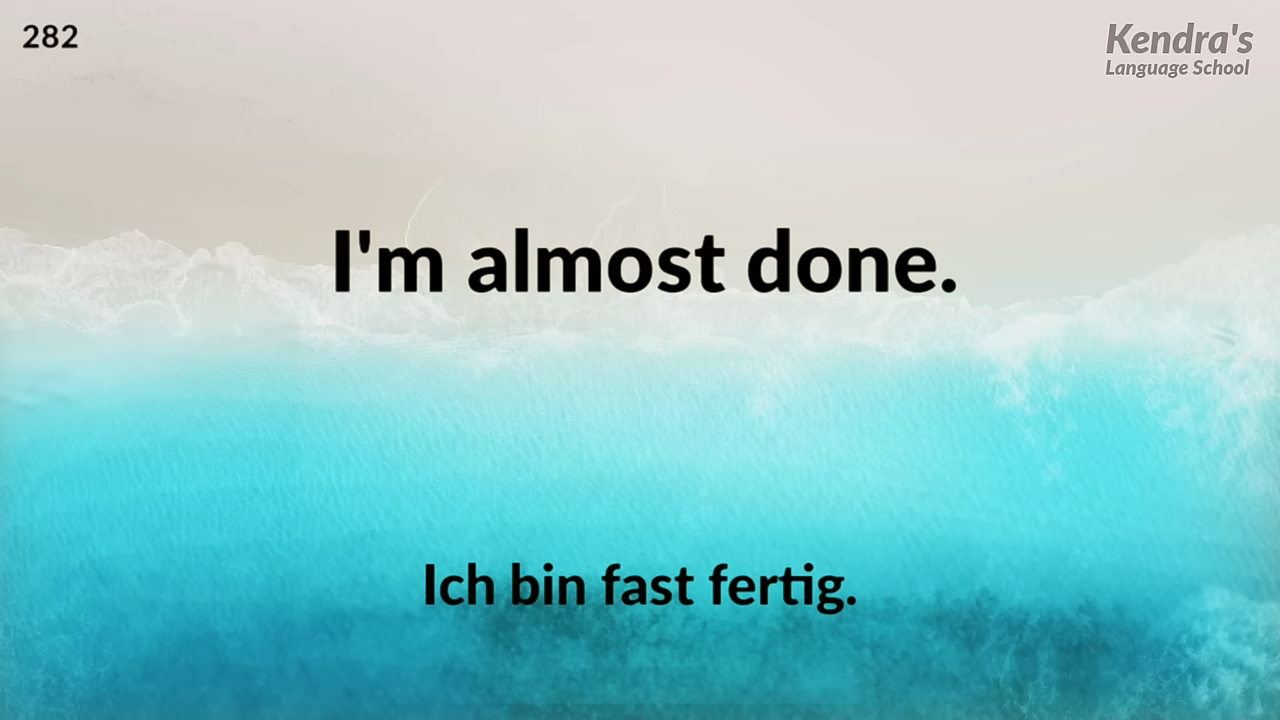 282
Kendra's
Language School
I'm almost done.
Ich bin fast fertig.